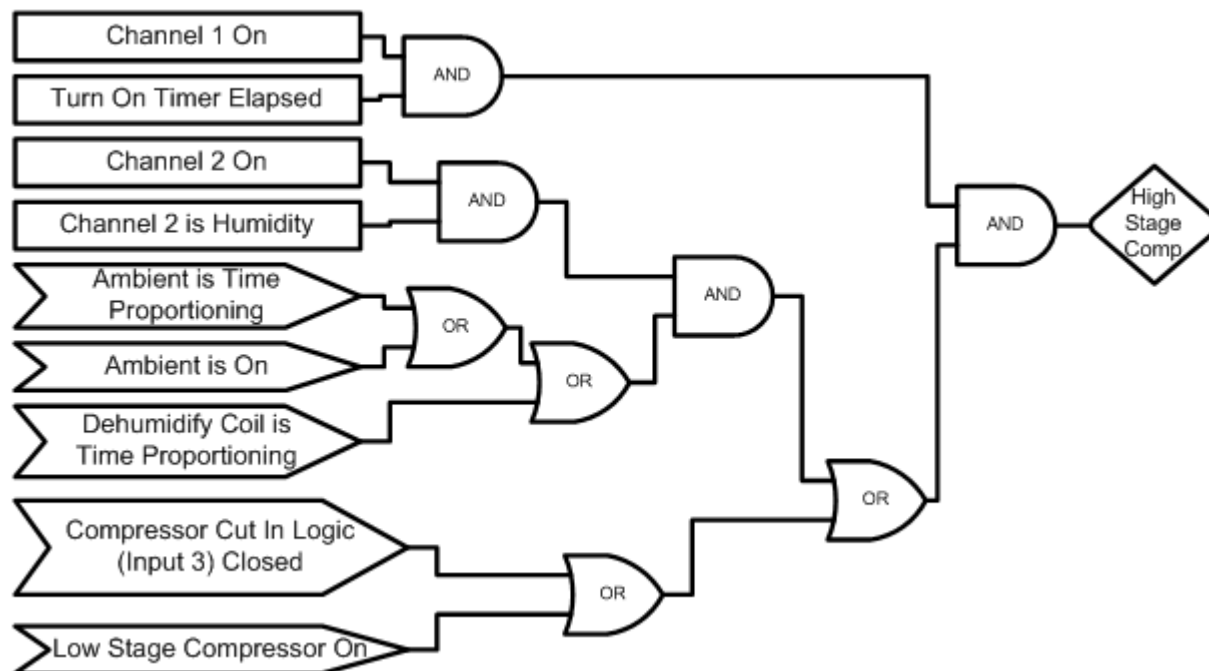 Channel 1 On
AND
Turn On Timer Elapsed
Channel 2 On
AND
Channel 2 is Humidity
AND
High
Stage
Comp
Ambient is Time
Proportioning
OR
AND
Ambient is On
OR
Dehumidify Coil is
Time Proportioning
OR
Compressor Cut In Logic
(Input 3) Closed
OR
Low Stage Compressor On